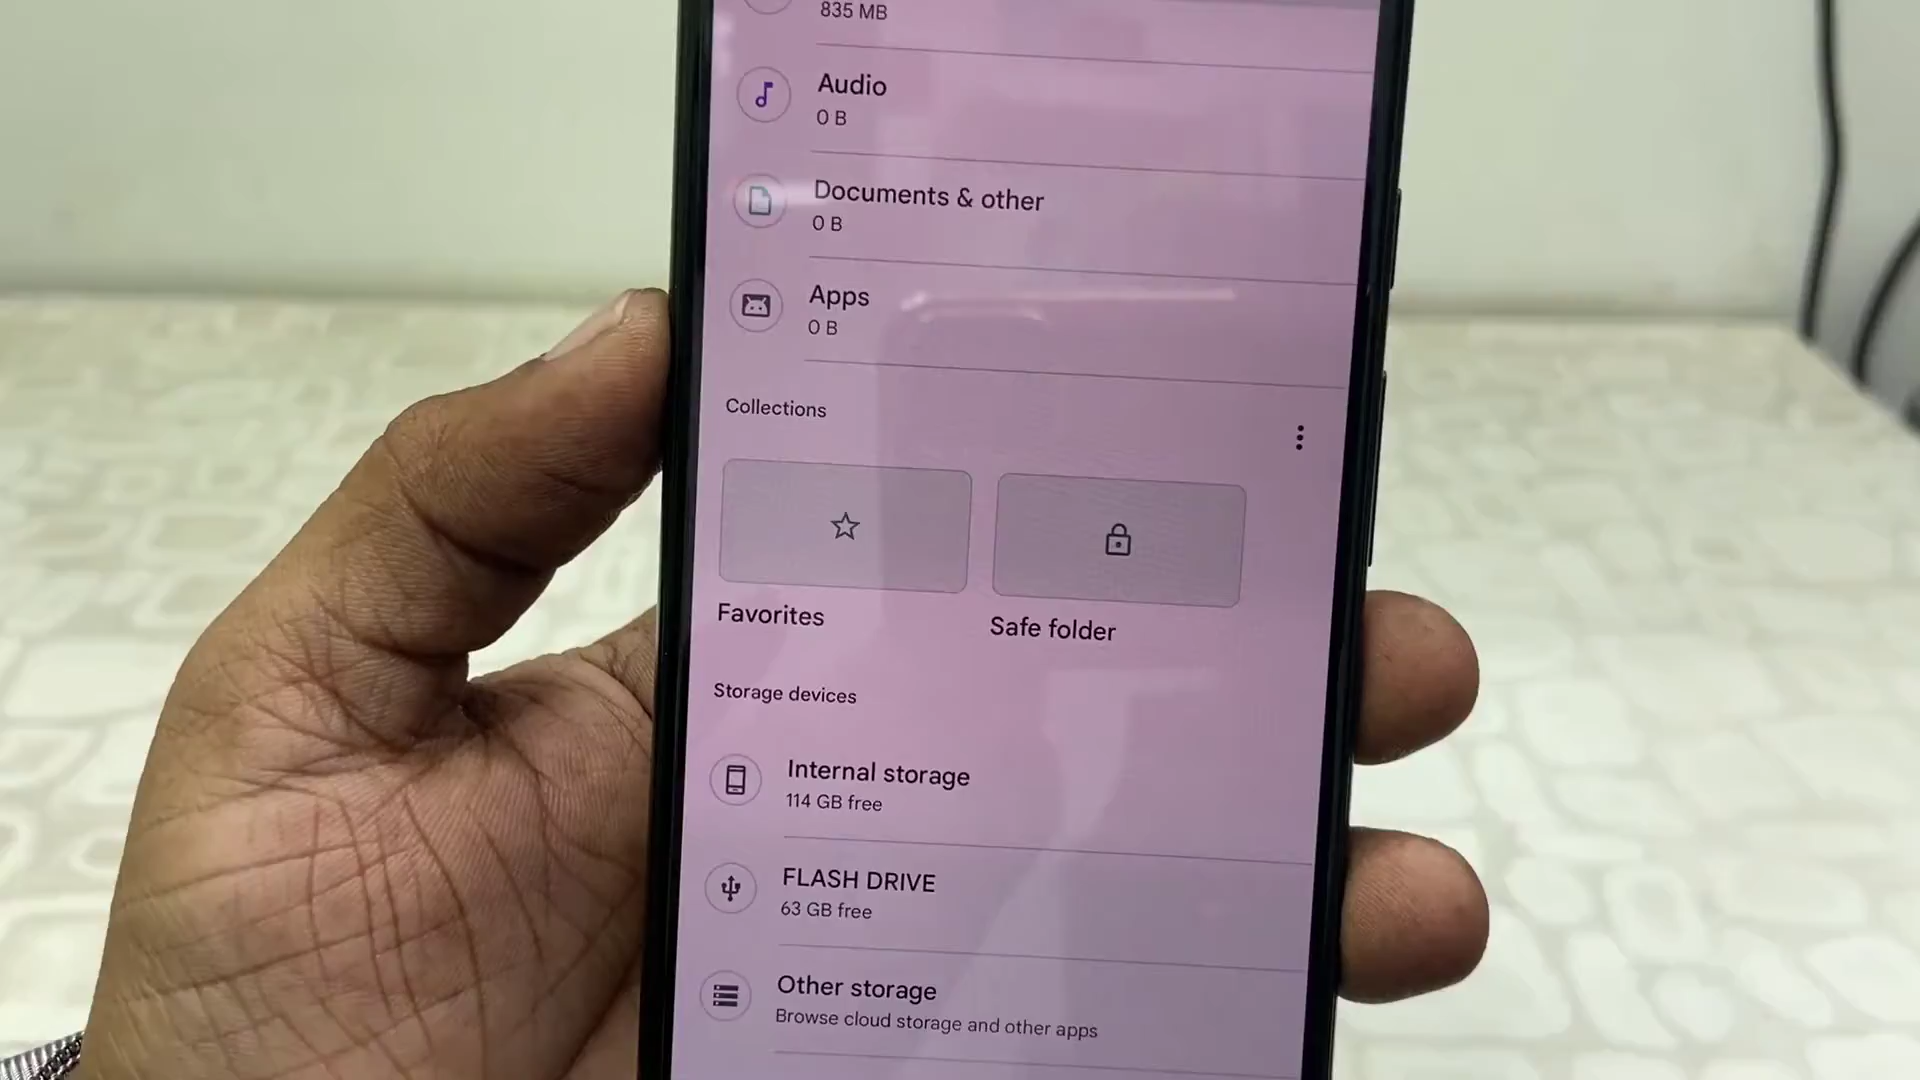 835 MB
Audio
0 B
Documents & other
0 B
Apps
0 B
Collections
Favorites
Safe folder
Storage devices
Internal storage
114 GB free
FLASH DRIVE
63 GB free
Other storage
Browse cloud storage and other apps